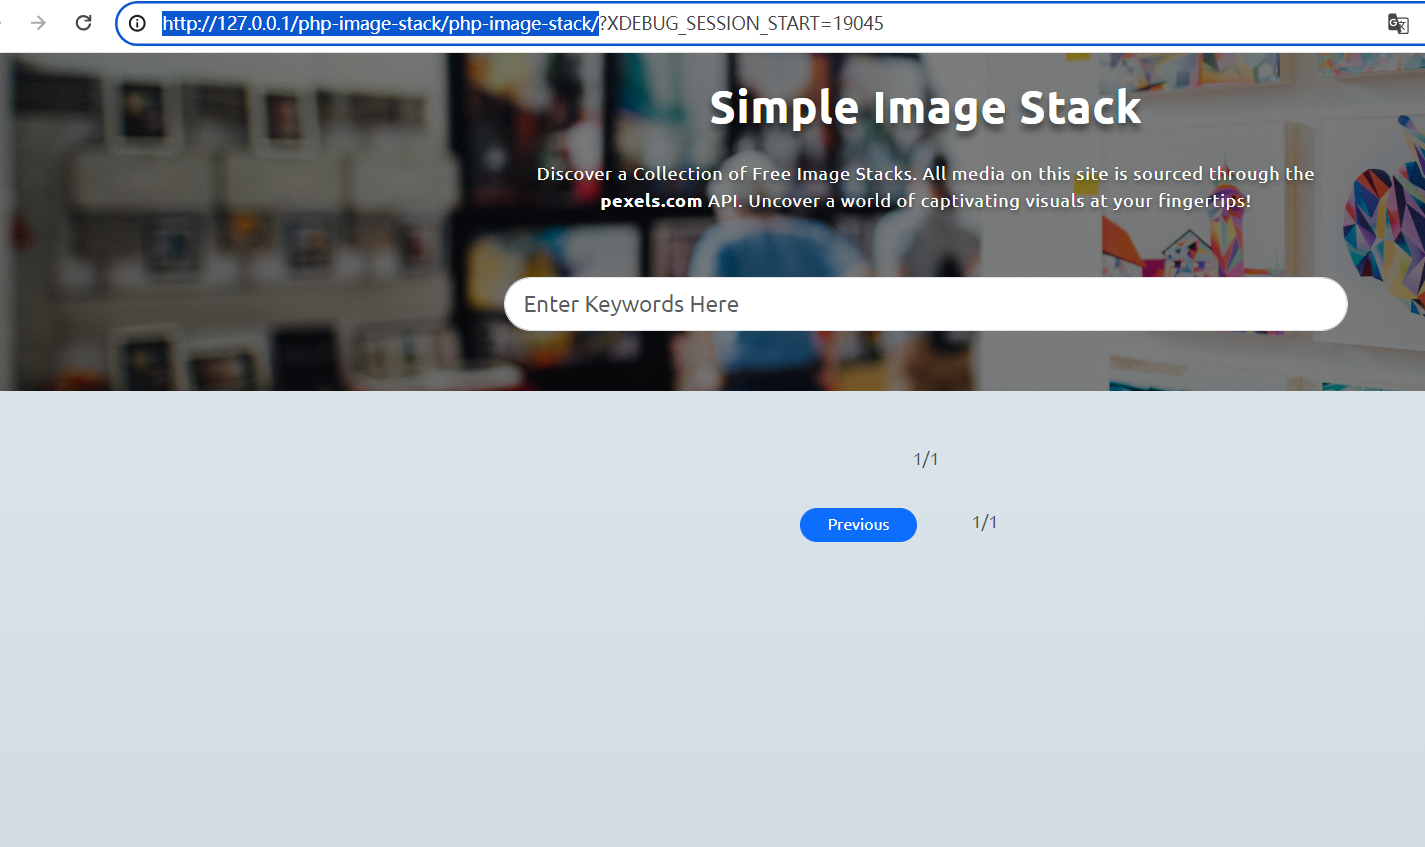 http://127.0.0.1/php-image-stack/php-image-stack/?XDEBUG_SESSION_START=19045
Simple Image Stack
Discover a Collection of Free Image Stacks. All media on this site is sourced through the
pexels.com API. Uncover a world of captivating visuals at your fingertips!
Enter Keywords Here
1/1
Previous 1/1